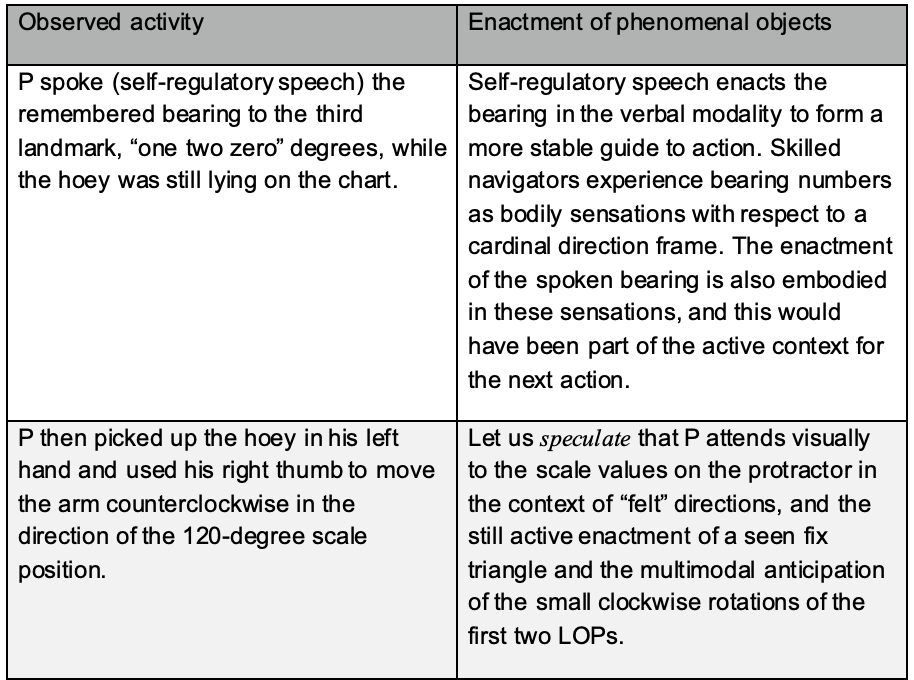 Observed activity
Enactment of phenomenal objects
P spoke (self-regulatory speech) the
remembered bearing to the third
landmark, “one two zero” degrees, while
the hoey was still lying on the chart.
Self-regulatory speech enacts the
bearing in the verbal modality to form a
more stable guide to action. Skilled
navigators experience bearing numbers
as bodily sensations with respect to a
cardinal direction frame. The enactment
of the spoken bearing is also embodied
in these sensations, and this would
have been part of the active context for
the next action.
P then picked up the hoey in his left
hand and used his right thumb to move
the arm counterclockwise in the
direction of the 120-degree scale
position.
Let us speculate that P attends visually
to the scale values on the protractor in
the context of “felt” directions, and the
still active enactment of a seen fix
triangle and the multimodal anticipation
of the small clockwise rotations of the
first two LOPs.